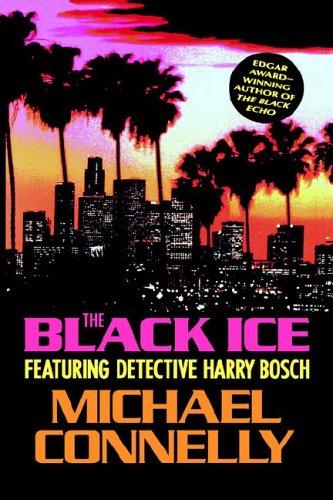 EDGAR
AWARD–
WINNING
AUTHOR OF
THE BLACK
ECHO
THE
BLACK ICE
FEATURING DETECTIVE HARRY BOSCH
MICHAEL
CONNELLY